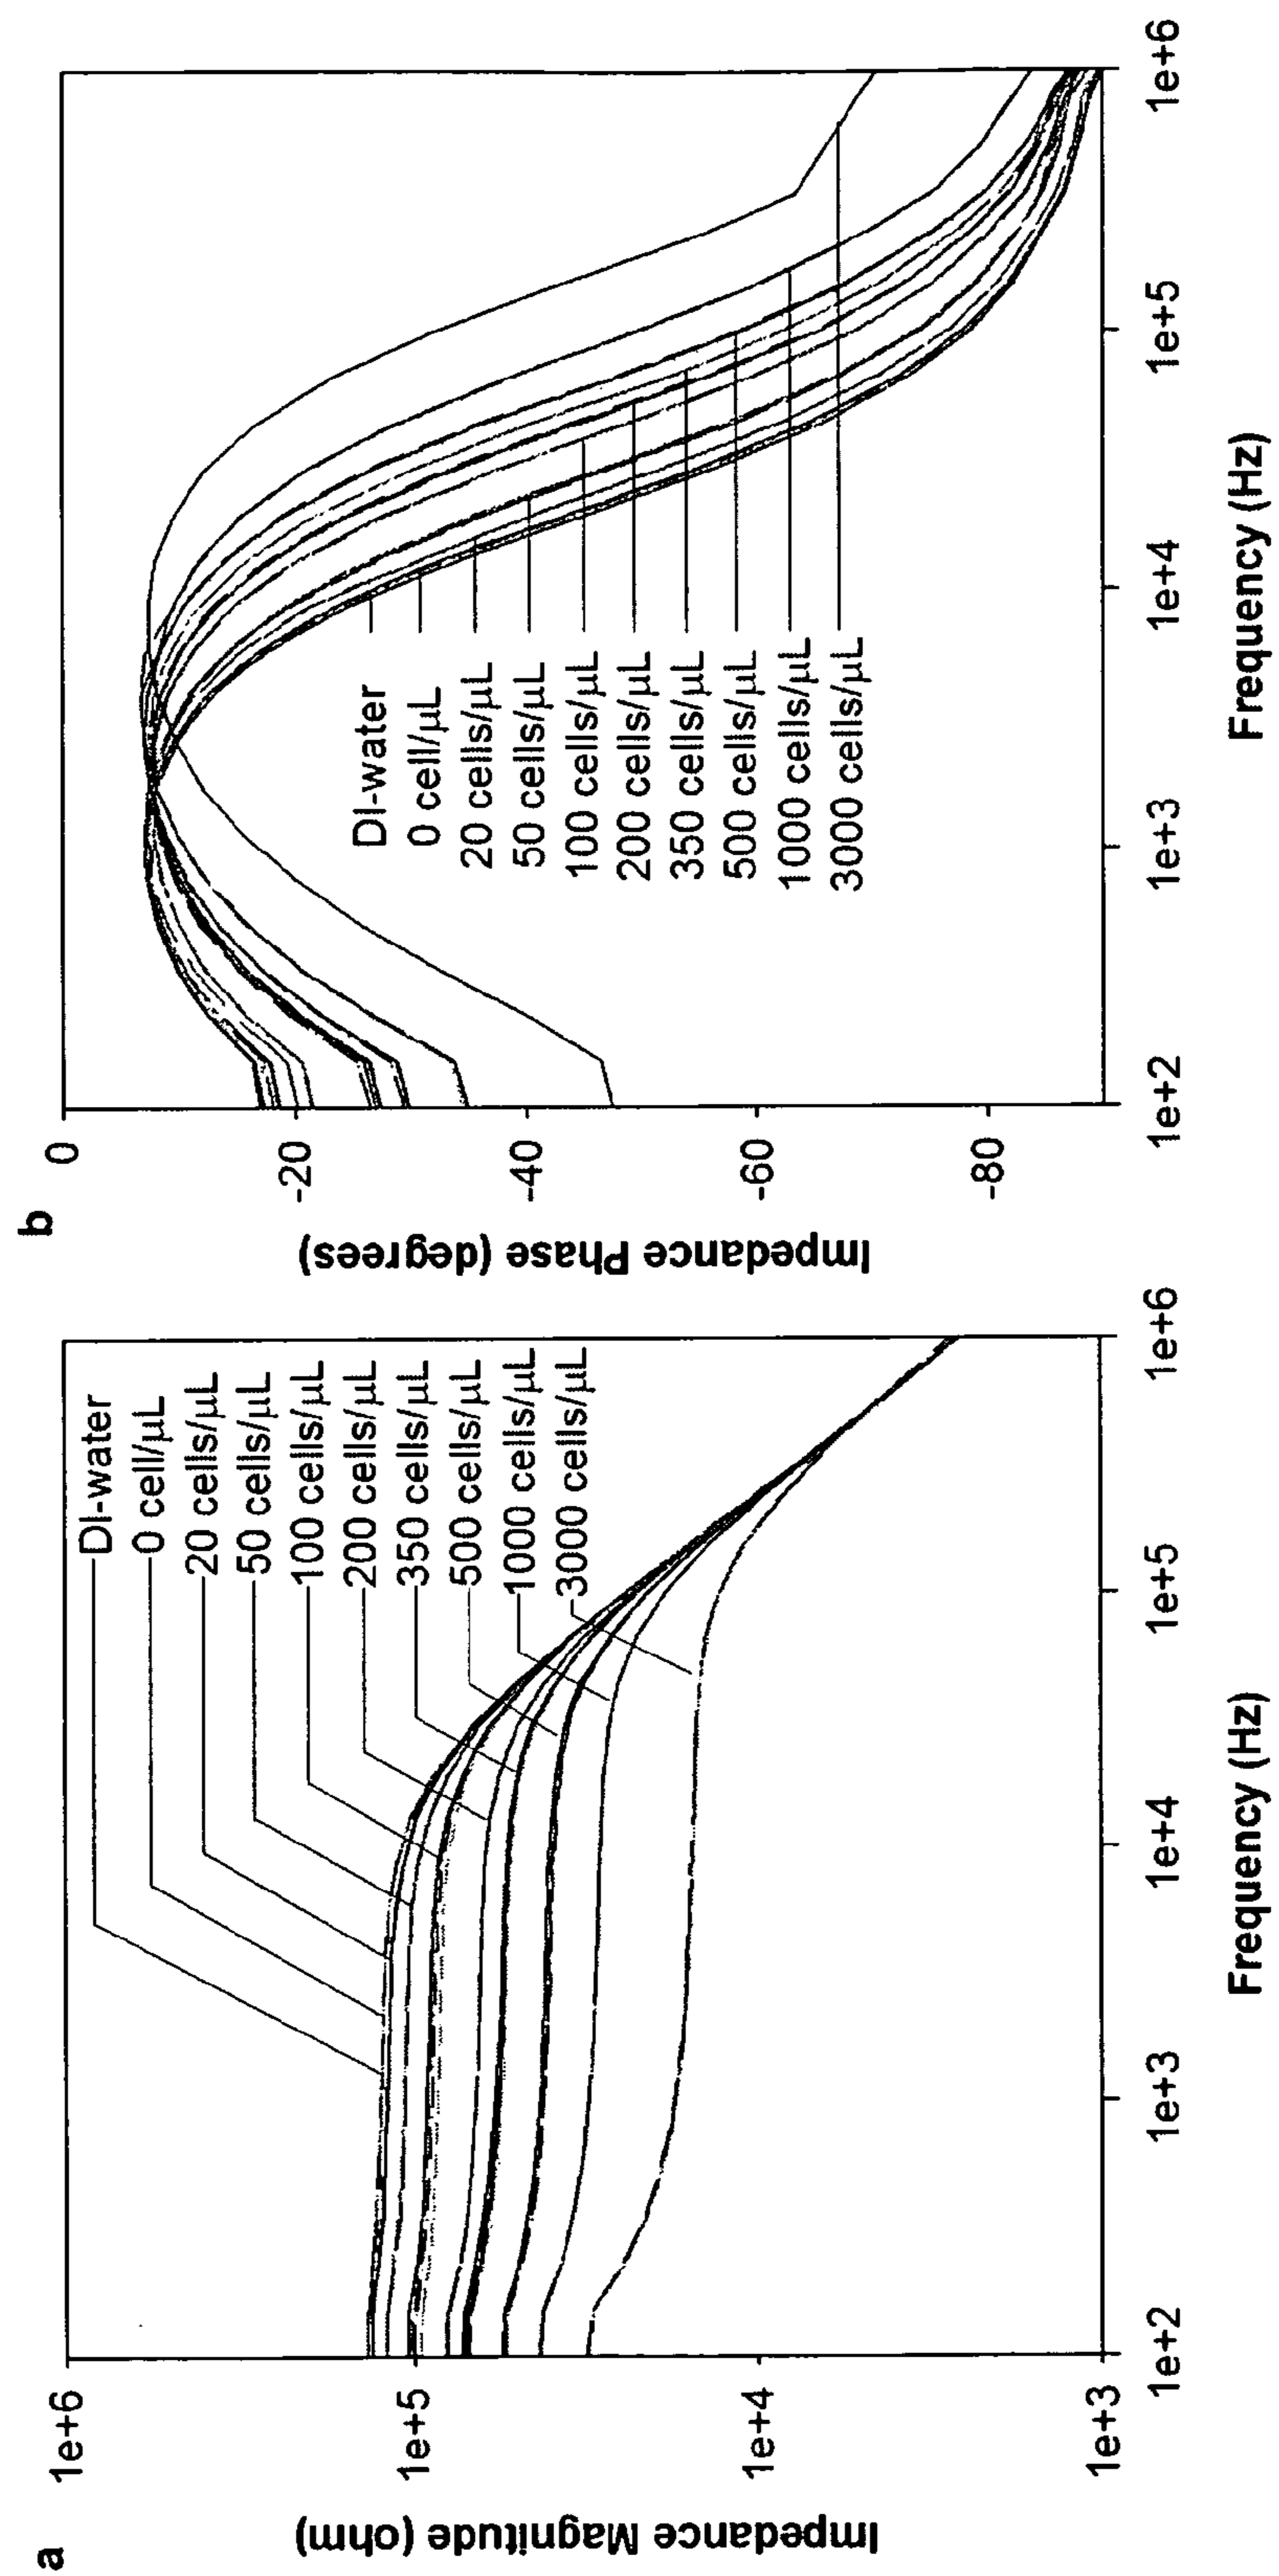 a
Impedance Magnitude (ohm)
1e+6
1e+5
1e+4
1e+3
DI-water
0 cell/µL
20 cells/µL
50 cells/µL
100 cells/µL
200 cells/µL
350 cells/µL
500 cells/µL
1000 cells/µL
3000 cells/µL
1e+2
1e+3
1e+4
1e+5
1e+6
Frequency (Hz)
b
Impedance Phase (degrees)
0
-20
-40
-60
-80
DI-water
0 cell/µL
20 cells/µL
50 cells/µL
100 cells/µL
200 cells/µL
350 cells/µL
500 cells/µL
1000 cells/µL
3000 cells/µL
1e+2
1e+3
1e+4
1e+5
1e+6
Frequency (Hz)